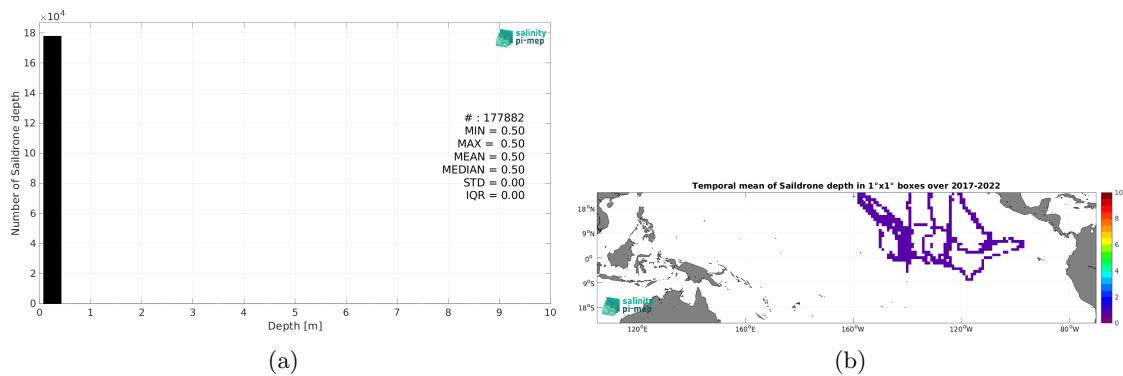 ×10⁴
18
16
14
12
10
8
6
4
2
0
Number of Saildrone depth
0 1 2 3 4 5 6 7 8 9 10
Depth [m]
salinity
pi-mep
# : 177882
MIN = 0.50
MAX = 0.50
MEAN = 0.50
MEDIAN = 0.50
STD = 0.00
IQR = 0.00
(a)
Temporal mean of Saildrone depth in 1°x1° boxes over 2017-2022
18°N
9°N
0°
9°S
18°S
120°E 160°E 160°W 120°W 80°W
salinity
pi-mep
10
8
6
4
2
0
(b)